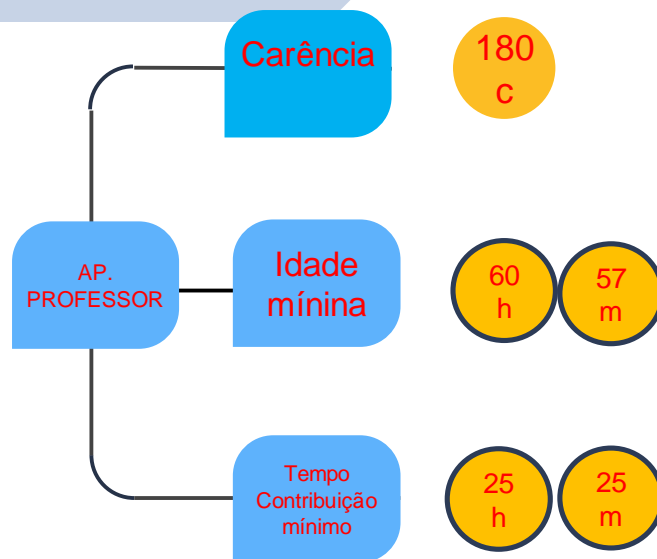 Carência
180
c
AP.
PROFESSOR
Idade
mínina
60
h
57
m
Tempo
Contribuição
mínimo
25
h
25
m